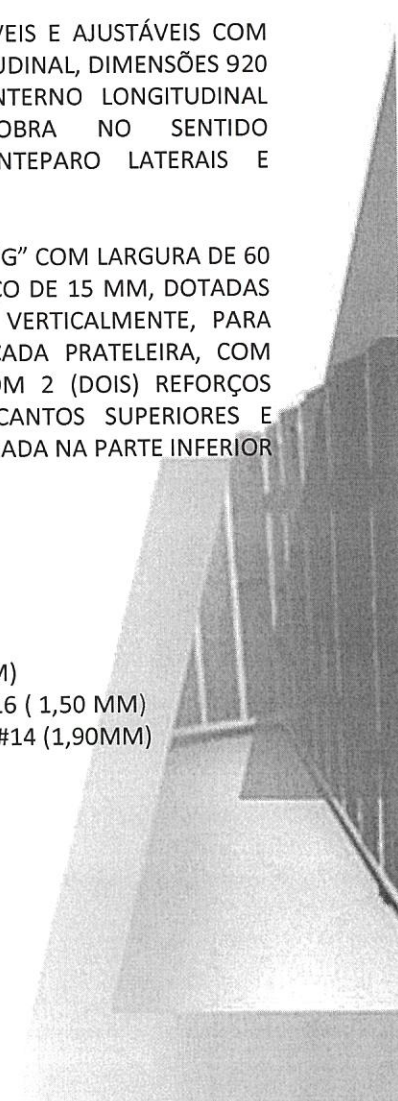 VEIS E AJUSTÁVEIS COM
UDINAL, DIMENSÕES 920
NTERNO LONGITUDINAL
OBRA NO SENTIDO
NTEPARO LATERAIS E
G” COM LARGURA DE 60
CO DE 15 MM, DOTADAS
VERTICALMENTE, PARA
CADA PRATELEIRA, COM
OM 2 (DOIS) REFORÇOS
CANTOS SUPERIORES E
ADA NA PARTE INFERIOR
M)
16 ( 1,50 MM)
#14 (1,90MM)